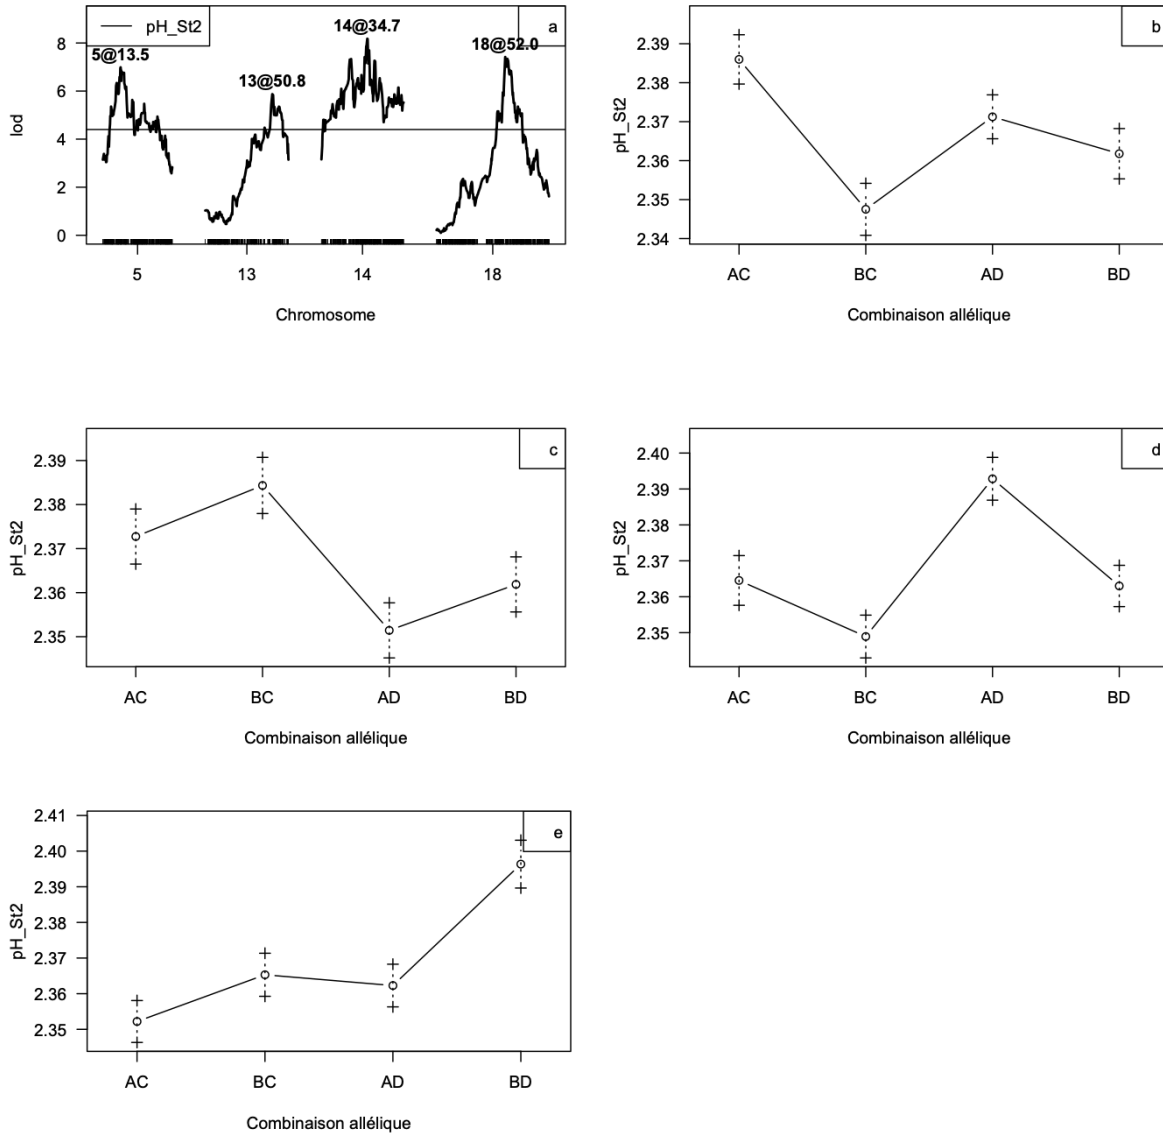 pH_St2
a
14@34.7
5@13.5
18@52.0
13@50.8
lod
8
6
4
2
0
5 13 14 18
Chromosome
b
pH_St2
2.39
2.38
2.37
2.36
2.35
2.34
AC BC AD BD
Combinaison allélique
c
pH_St2
2.39
2.38
2.37
2.36
2.35
AC BC AD BD
Combinaison allélique
d
pH_St2
2.40
2.39
2.38
2.37
2.36
2.35
AC BC AD BD
Combinaison allélique
e
pH_St2
2.41
2.40
2.39
2.38
2.37
2.36
2.35
AC BC AD BD
Combinaison allélique